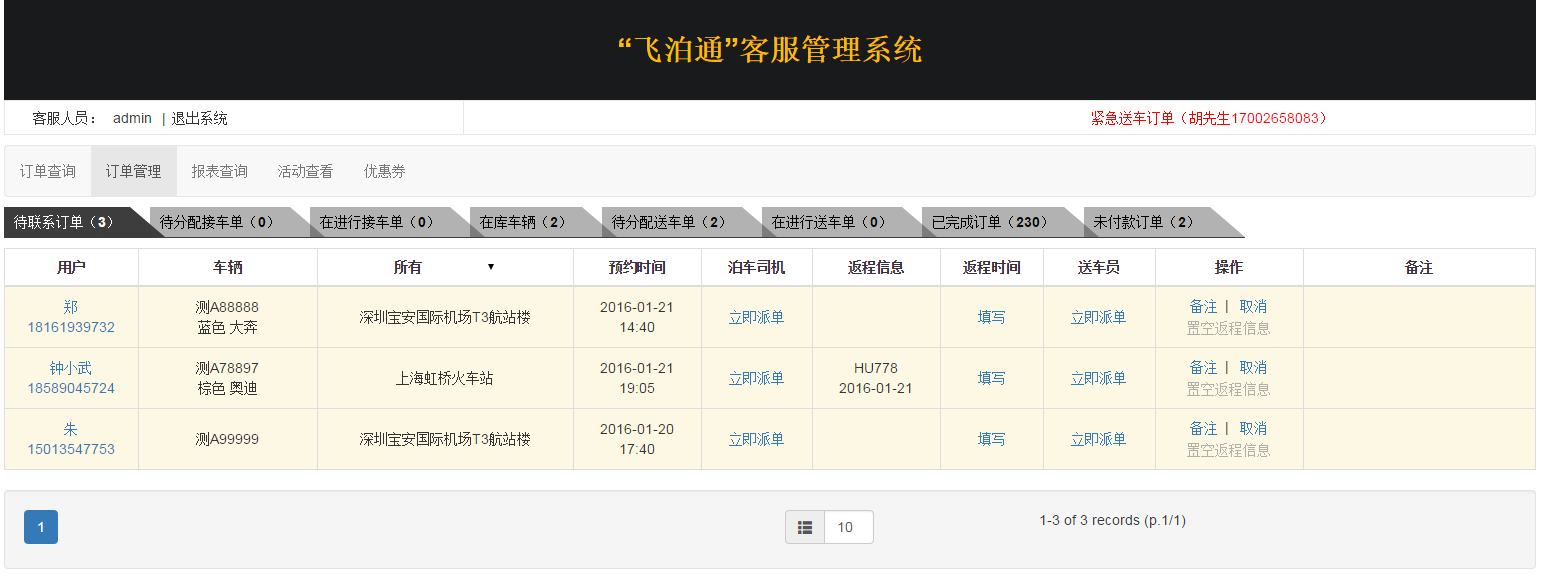 “飞泊通”客服管理系统
客服人员： admin | 退出系统
紧急送车订单（胡先生17002658083）
订单查询 订单管理 报表查询 活动查看 优惠券
待联系订单（3） 待分配接车单（0） 在进行接车单（0） 在库车辆（2） 待分配送车单（2） 在进行送车单（0） 已完成订单（230） 未付款订单（2）
用户 车辆 所有 ▼ 预约时间 泊车司机 返程信息 返程时间 送车员 操作 备注
郑
18161939732
测A88888
蓝色 大奔
深圳宝安国际机场T3航站楼
2016-01-21
14:40
立即派单
填写
立即派单
备注 | 取消
置空返程信息
钟小武
18589045724
测A78897
棕色 奥迪
上海虹桥火车站
2016-01-21
19:05
立即派单
HU778
2016-01-21
填写
立即派单
备注 | 取消
置空返程信息
朱
15013547753
测A99999
深圳宝安国际机场T3航站楼
2016-01-20
17:40
立即派单
填写
立即派单
备注 | 取消
置空返程信息
1
10
1-3 of 3 records (p.1/1)